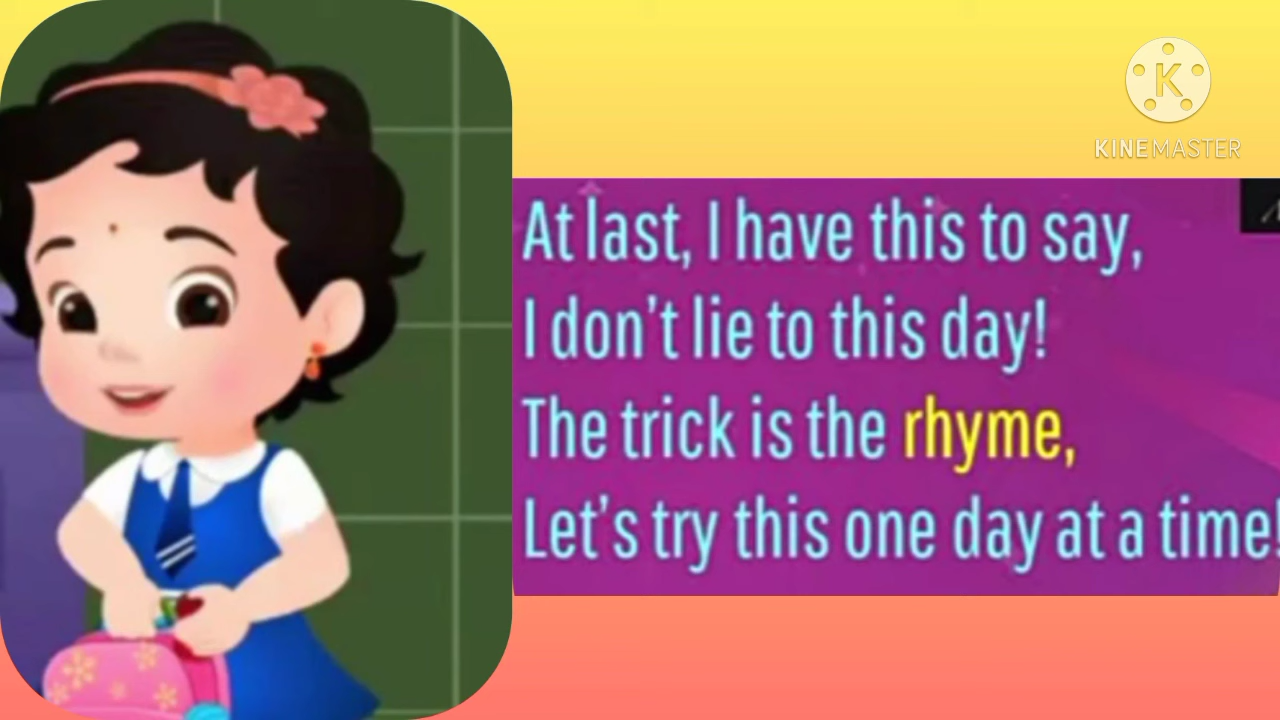 K
KINEMASTER
At last, I have this to say,
I don't lie to this day!
The trick is the rhyme,
Let's try this one day at a time!